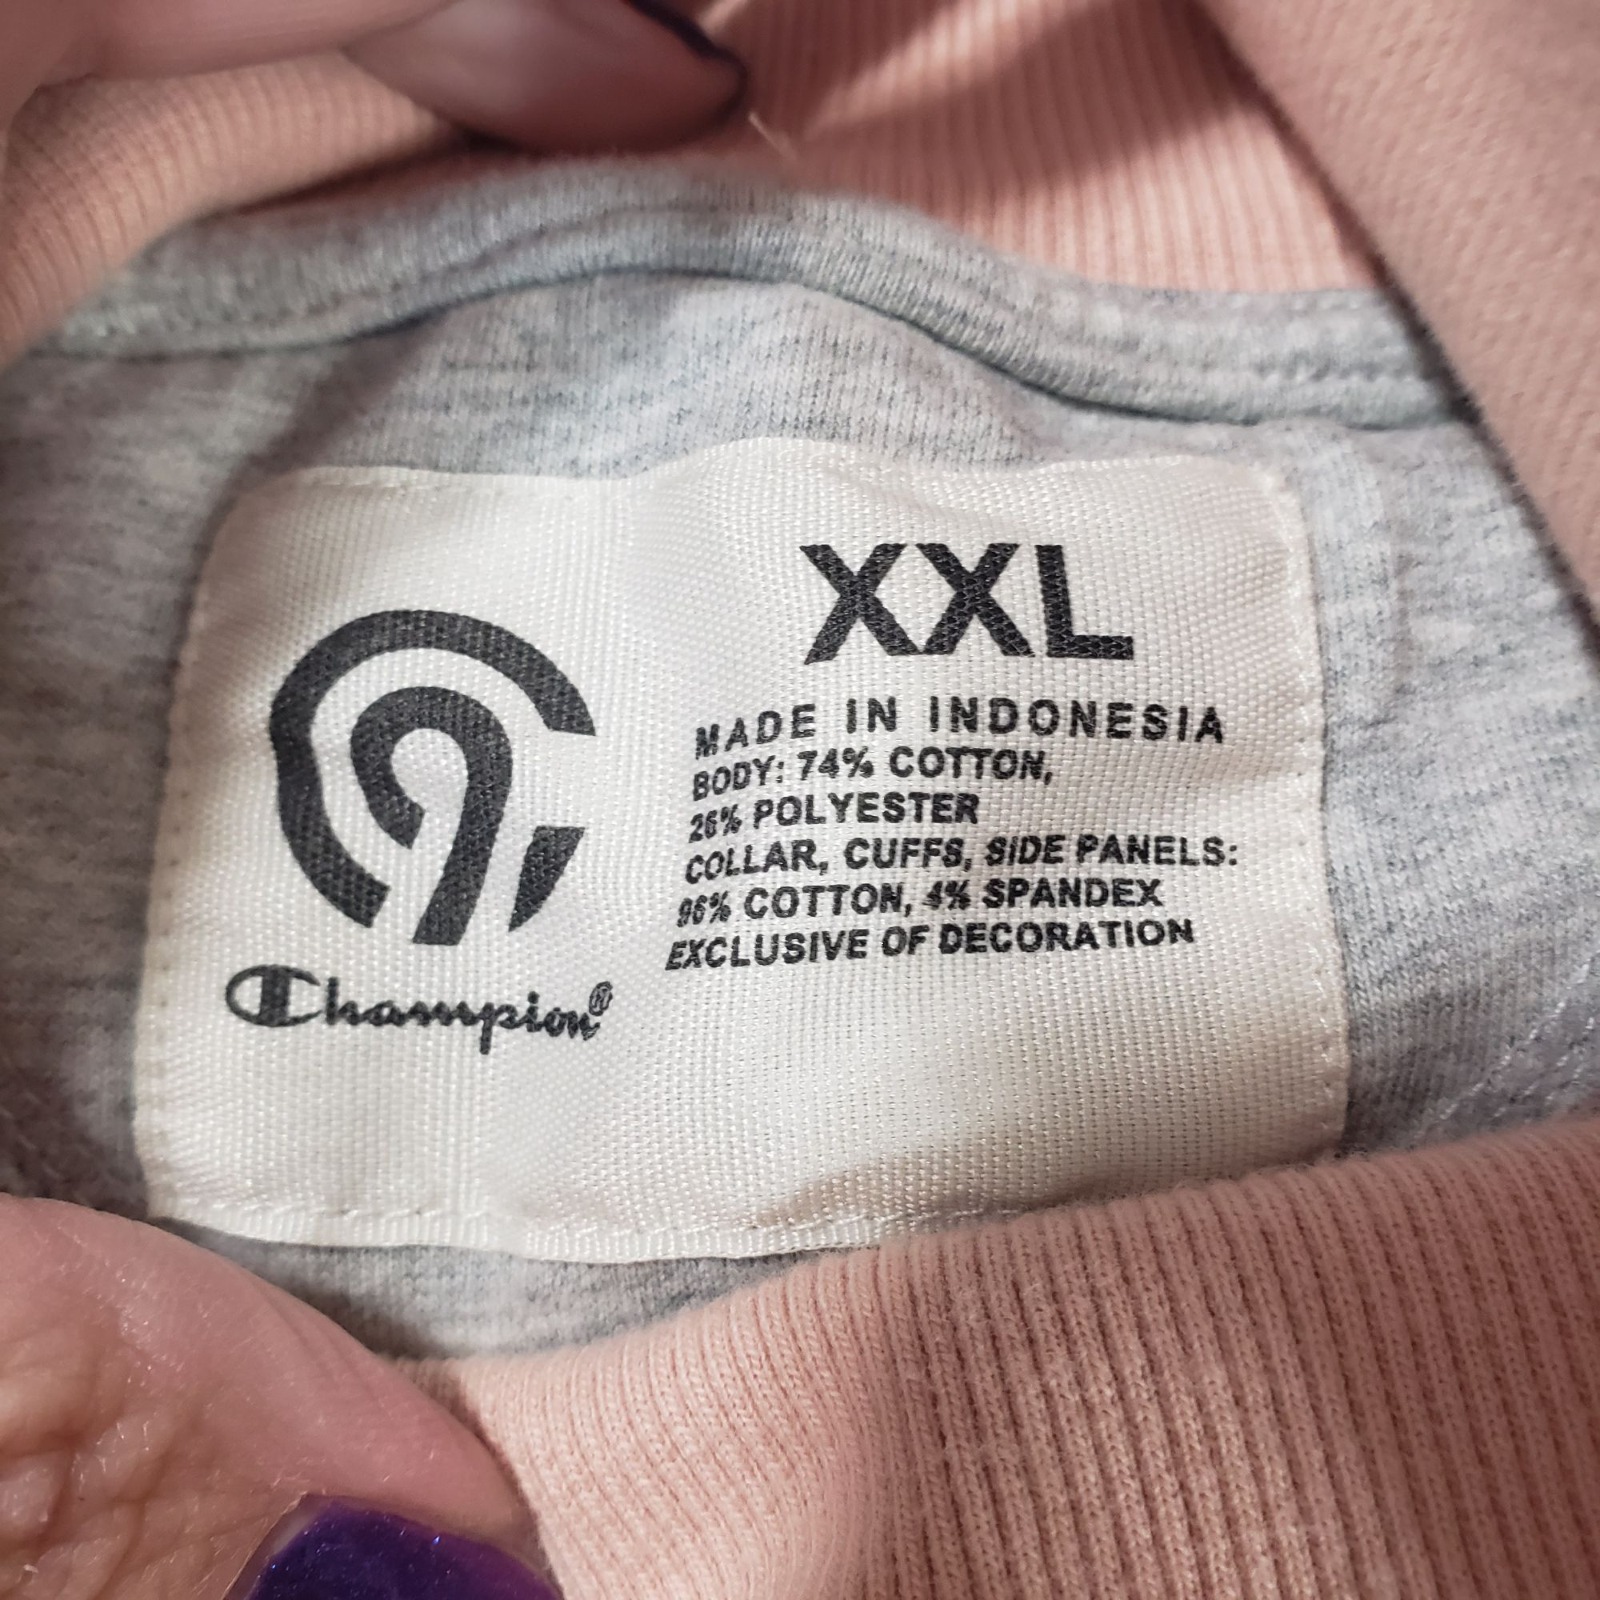 XXL
MADE IN INDONESIA
BODY: 74% COTTON,
26% POLYESTER
COLLAR, CUFFS, SIDE PANELS:
96% COTTON, 4% SPANDEX
EXCLUSIVE OF DECORATION
Champion®